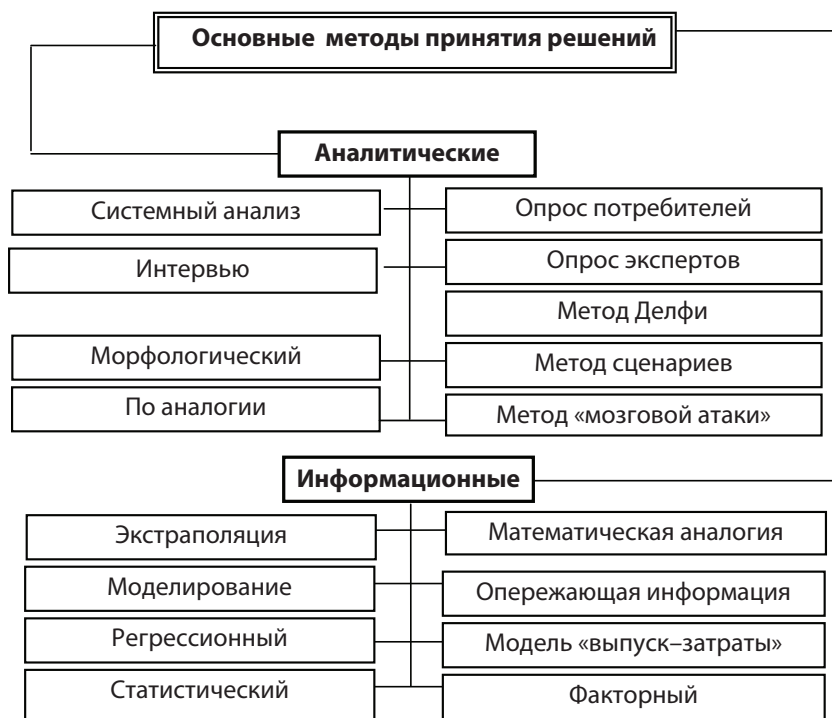 Основные методы принятия решений
Аналитические
Системный анализ
Опрос потребителей
Интервью
Опрос экспертов
Метод Делфи
Морфологический
Метод сценариев
По аналогии
Метод «мозговой атаки»
Информационные
Экстраполяция
Математическая аналогия
Моделирование
Опережающая информация
Регрессионный
Модель «выпуск–затраты»
Статистический
Факторный